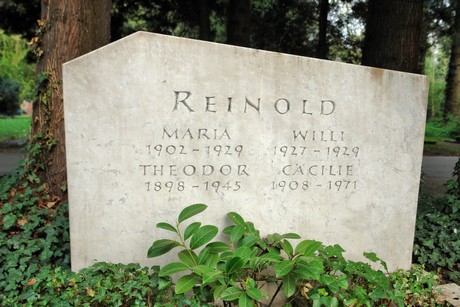 REINOLD
MARIA WILLI
1902 - 1929 1927 - 1929
THEODOR CÄCILIE
1898 - 1945 1908 - 1971